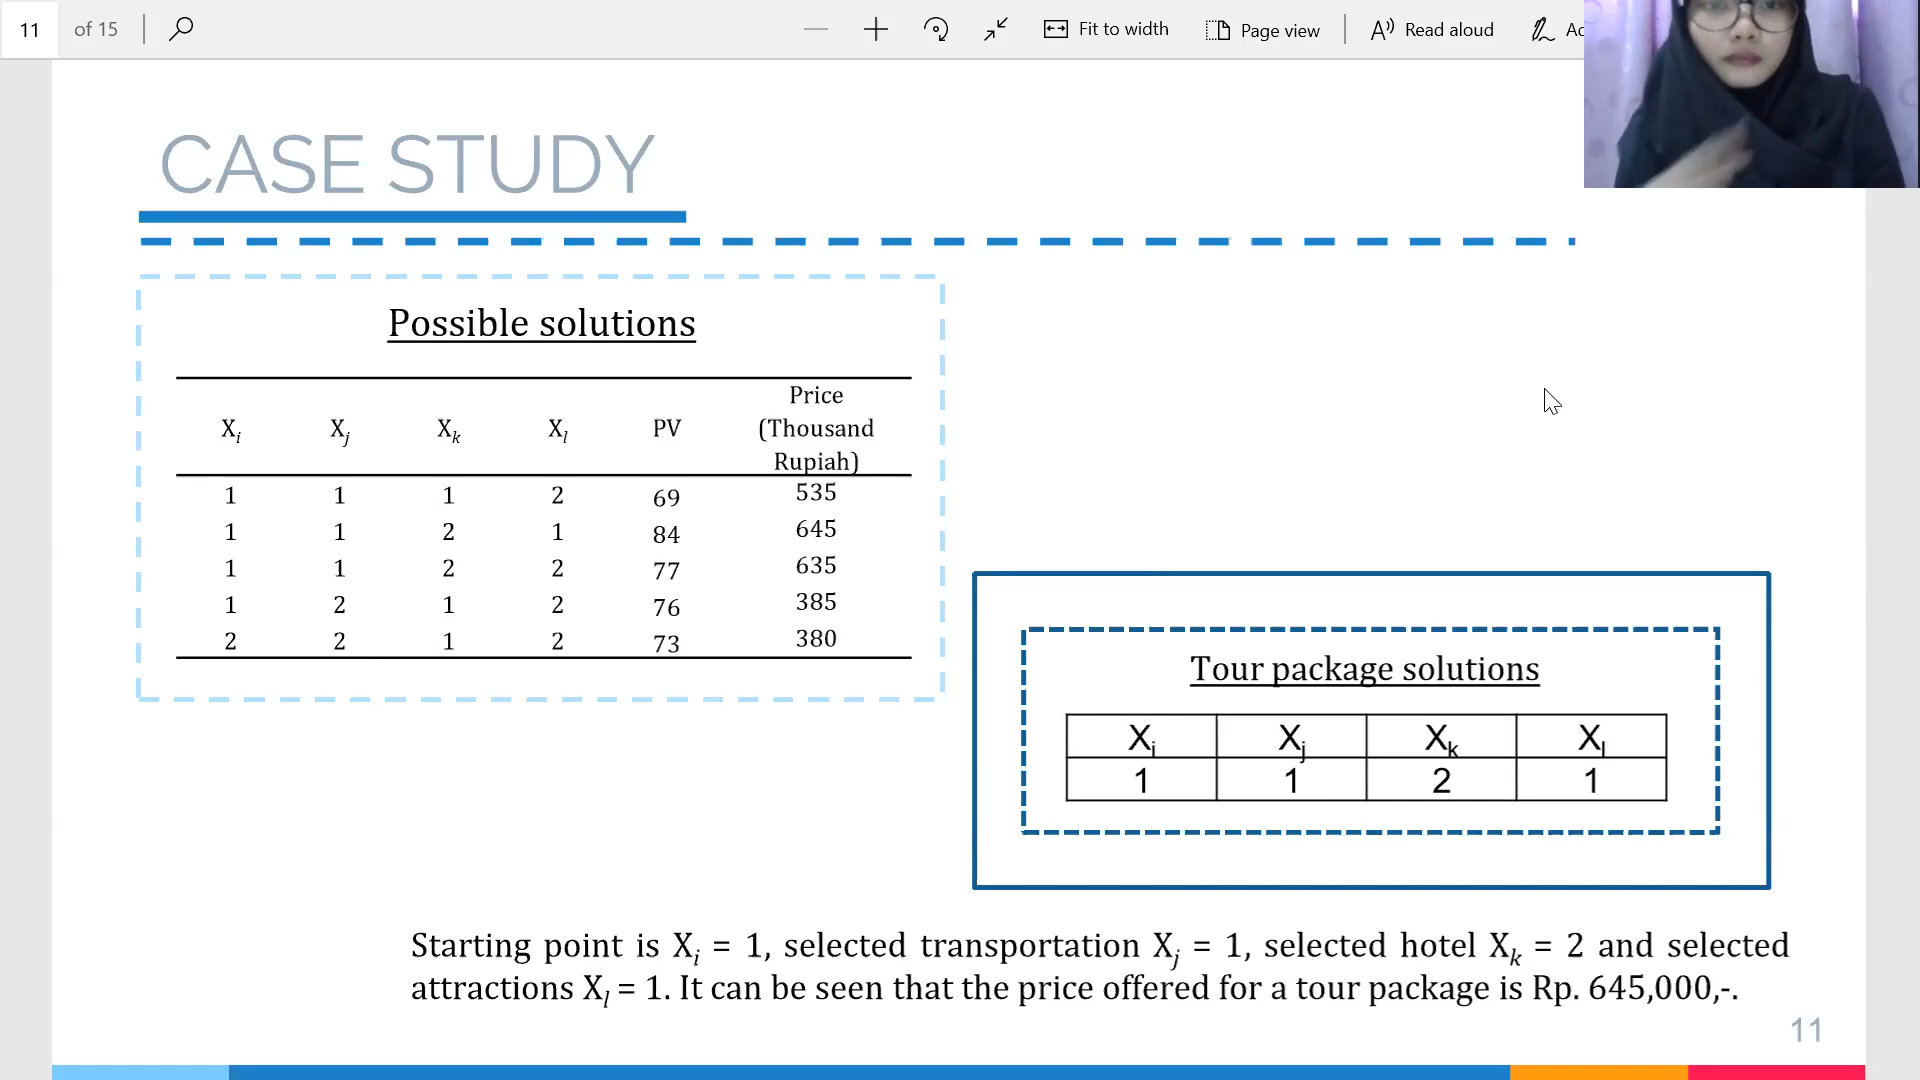 11 of 15 Fit to width Page view Read aloud
CASE STUDY
Possible solutions
Xi Xj Xk Xl PV Price (Thousand Rupiah)
1 1 1 2 69 535
1 1 2 1 84 645
1 1 2 2 77 635
1 2 1 2 76 385
2 2 1 2 73 380
Tour package solutions
Xi Xj Xk Xl
1 1 2 1
Starting point is Xi = 1, selected transportation Xj = 1, selected hotel Xk = 2 and selected
attractions Xl = 1. It can be seen that the price offered for a tour package is Rp. 645,000,-.
11